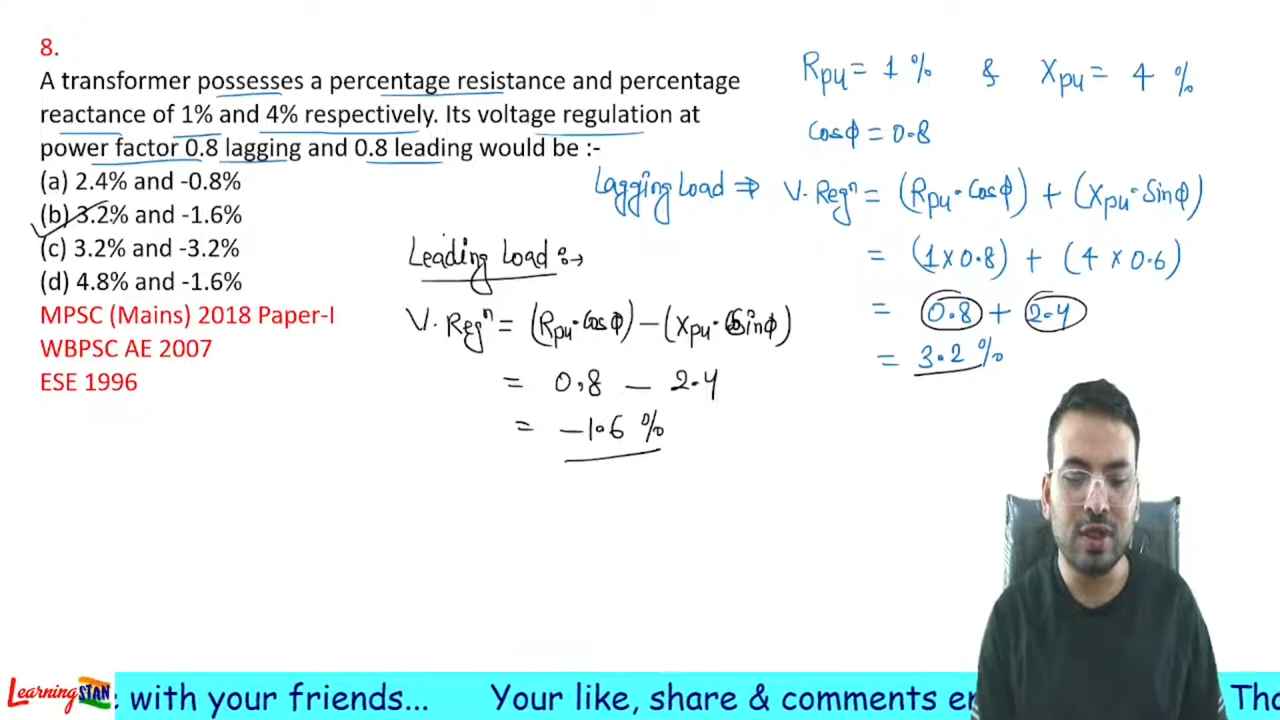 8.
A transformer possesses a percentage resistance and percentage
reactance of 1% and 4% respectively. Its voltage regulation at
power factor 0.8 lagging and 0.8 leading would be :-
(a) 2.4% and -0.8%
(b) 3.2% and -1.6%
(c) 3.2% and -3.2%
(d) 4.8% and -1.6%
MPSC (Mains) 2018 Paper-I
WBPSC AE 2007
ESE 1996
Rpu = 1 % & Xpu = 4 %
cosϕ = 0.8
Lagging Load ⇒ V. Regⁿ = (Rpu · Cosϕ) + (Xpu · Sinϕ)
= (1 × 0.8) + (4 × 0.6)
= 0.8 + 2.4
= 3.2 %
Leading Load :→
V. Regⁿ = (Rpu · Cosϕ) − (Xpu · Sinϕ)
= 0.8 − 2.4
= −1.6 %
Learning STAN
with your friends... Your like, share & comments